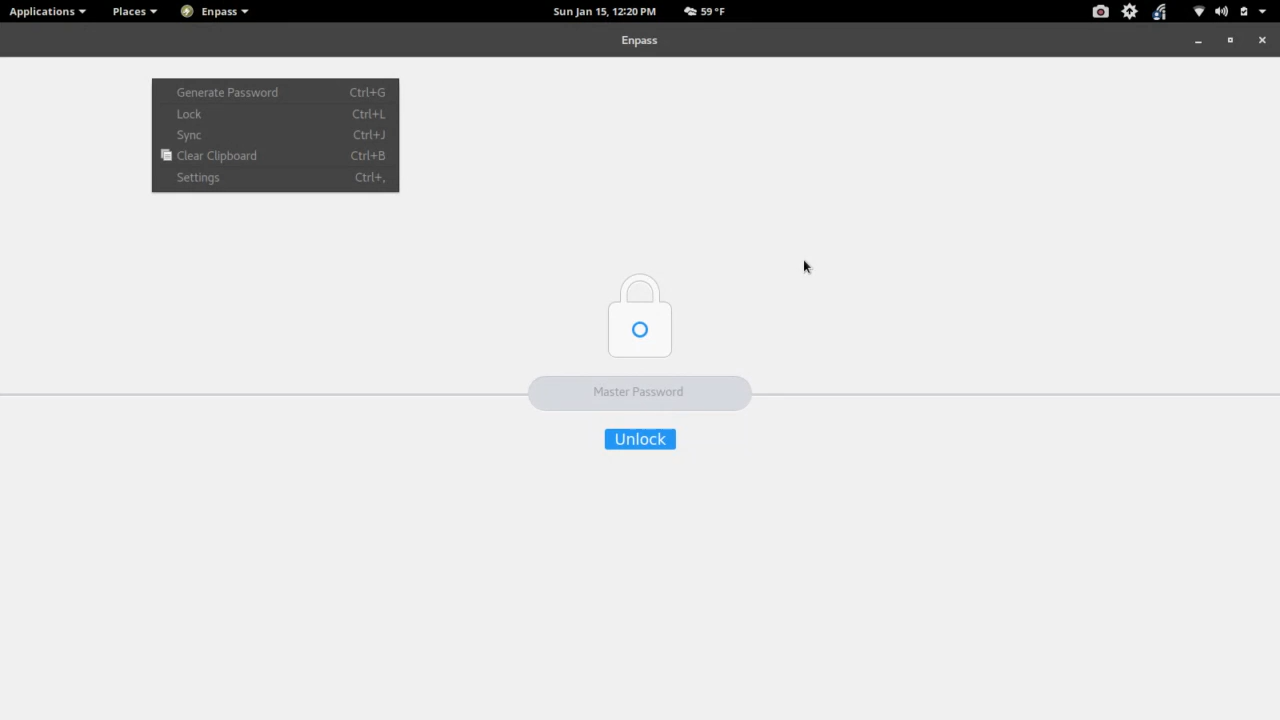 Applications Places Enpass Sun Jan 15, 12:20 PM 59 °F
Enpass
Generate Password Ctrl+G
Lock Ctrl+L
Sync Ctrl+J
Clear Clipboard Ctrl+B
Settings Ctrl+,
Master Password
Unlock